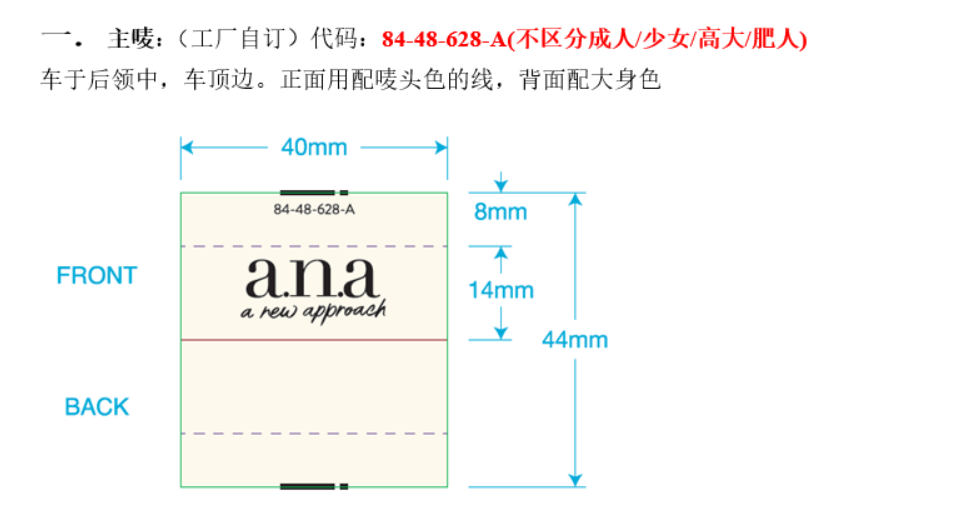 一．主唛：（工厂自订）代码：84-48-628-A(不区分成人/少女/高大/肥人)
车于后领中，车顶边。正面用配唛头色的线，背面配大身色
40mm
84-48-628-A
8mm
FRONT
a.n.a
a new approach
14mm
44mm
BACK